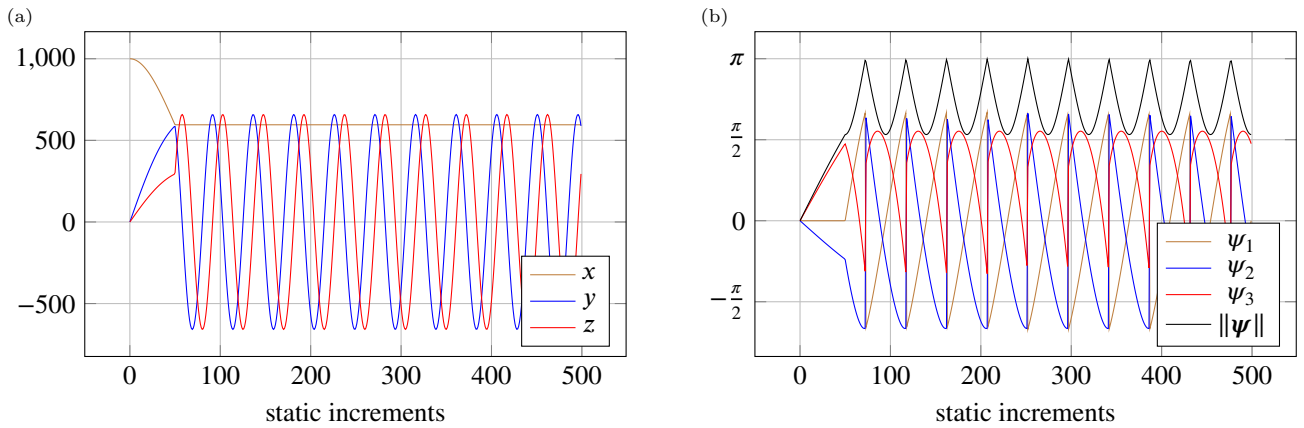 (a)
1,000
500
0
−500
0 100 200 300 400 500
static increments
x
y
z
(b)
π
π/2
0
−π/2
0 100 200 300 400 500
static increments
ψ₁
ψ₂
ψ₃
‖ψ‖